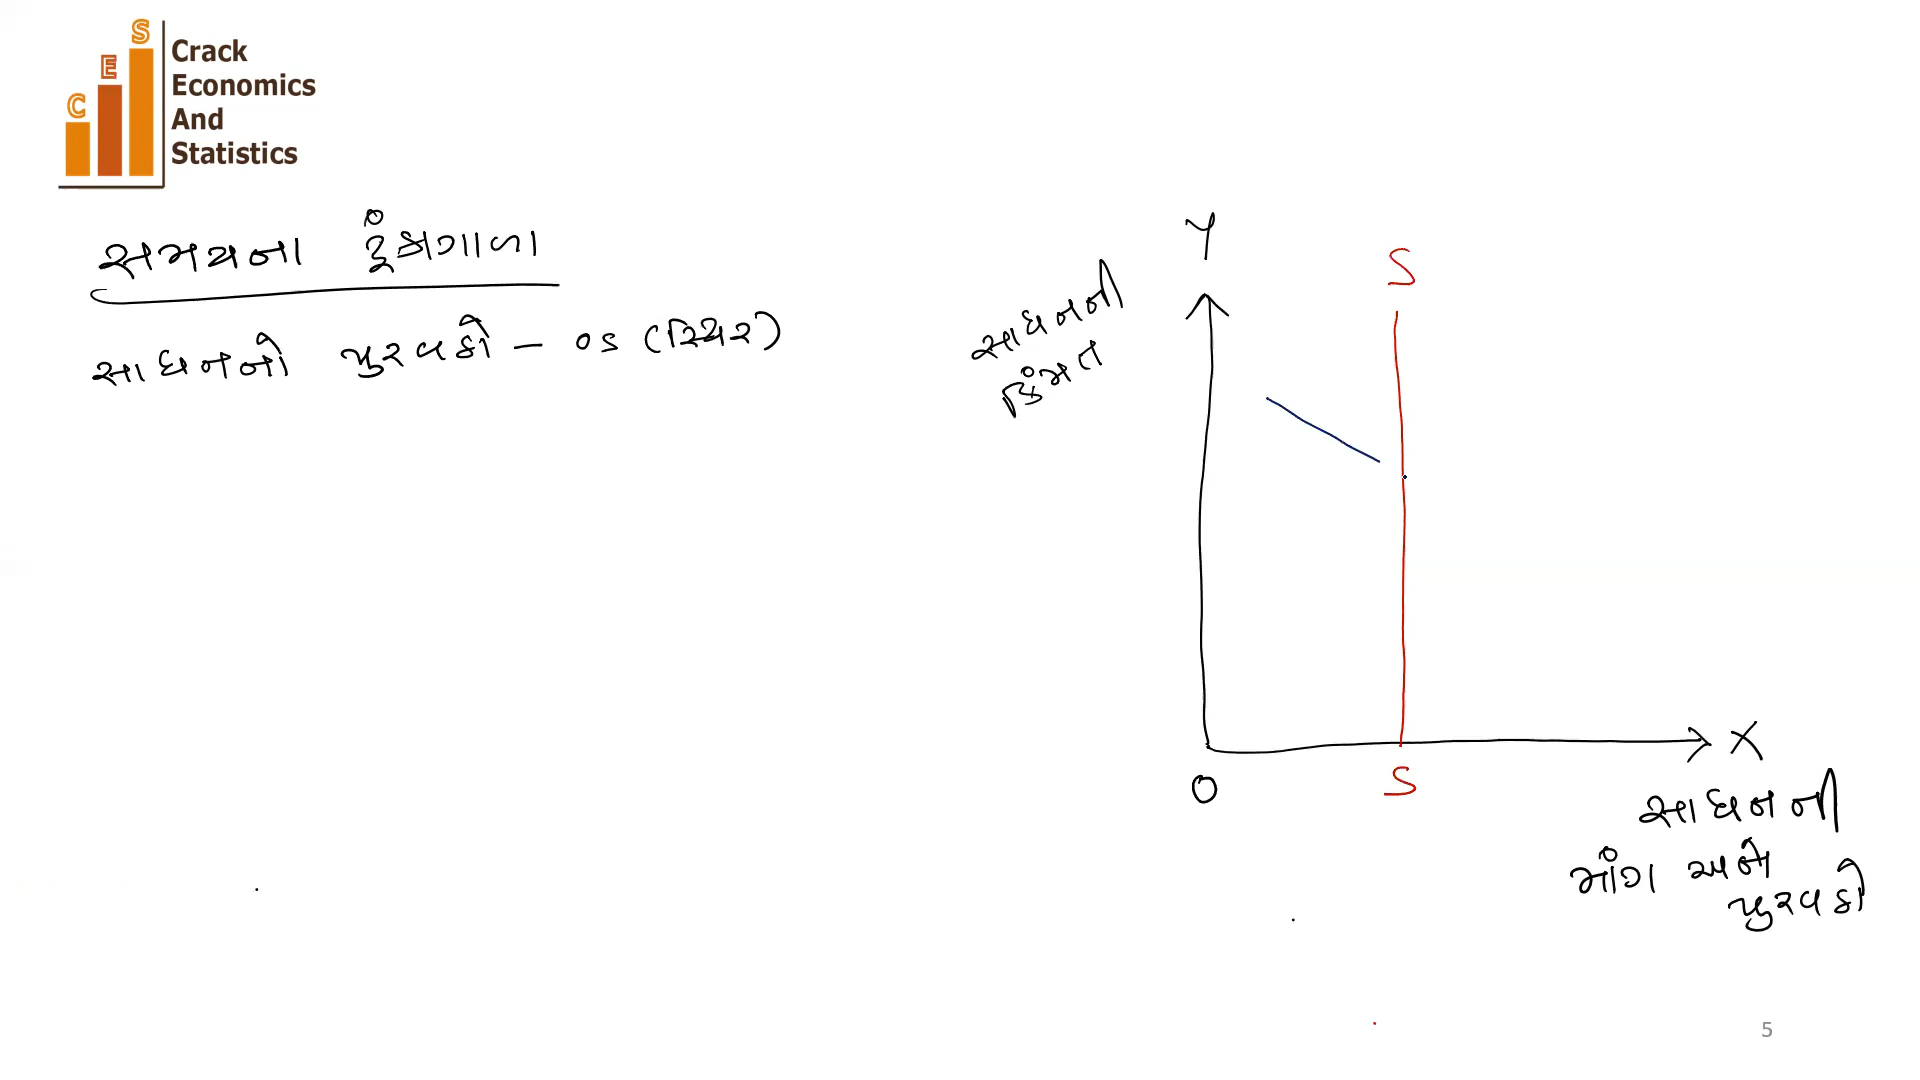 C E S
Crack
Economics
And
Statistics
સમયના ટૂંકાગાળા
સાધનનો પુરવઠો - OS (સ્થિર)
Y
સાધનની
કિંમત
S
X
O
S
સાધનની
માંગ અને
પુરવઠો
5